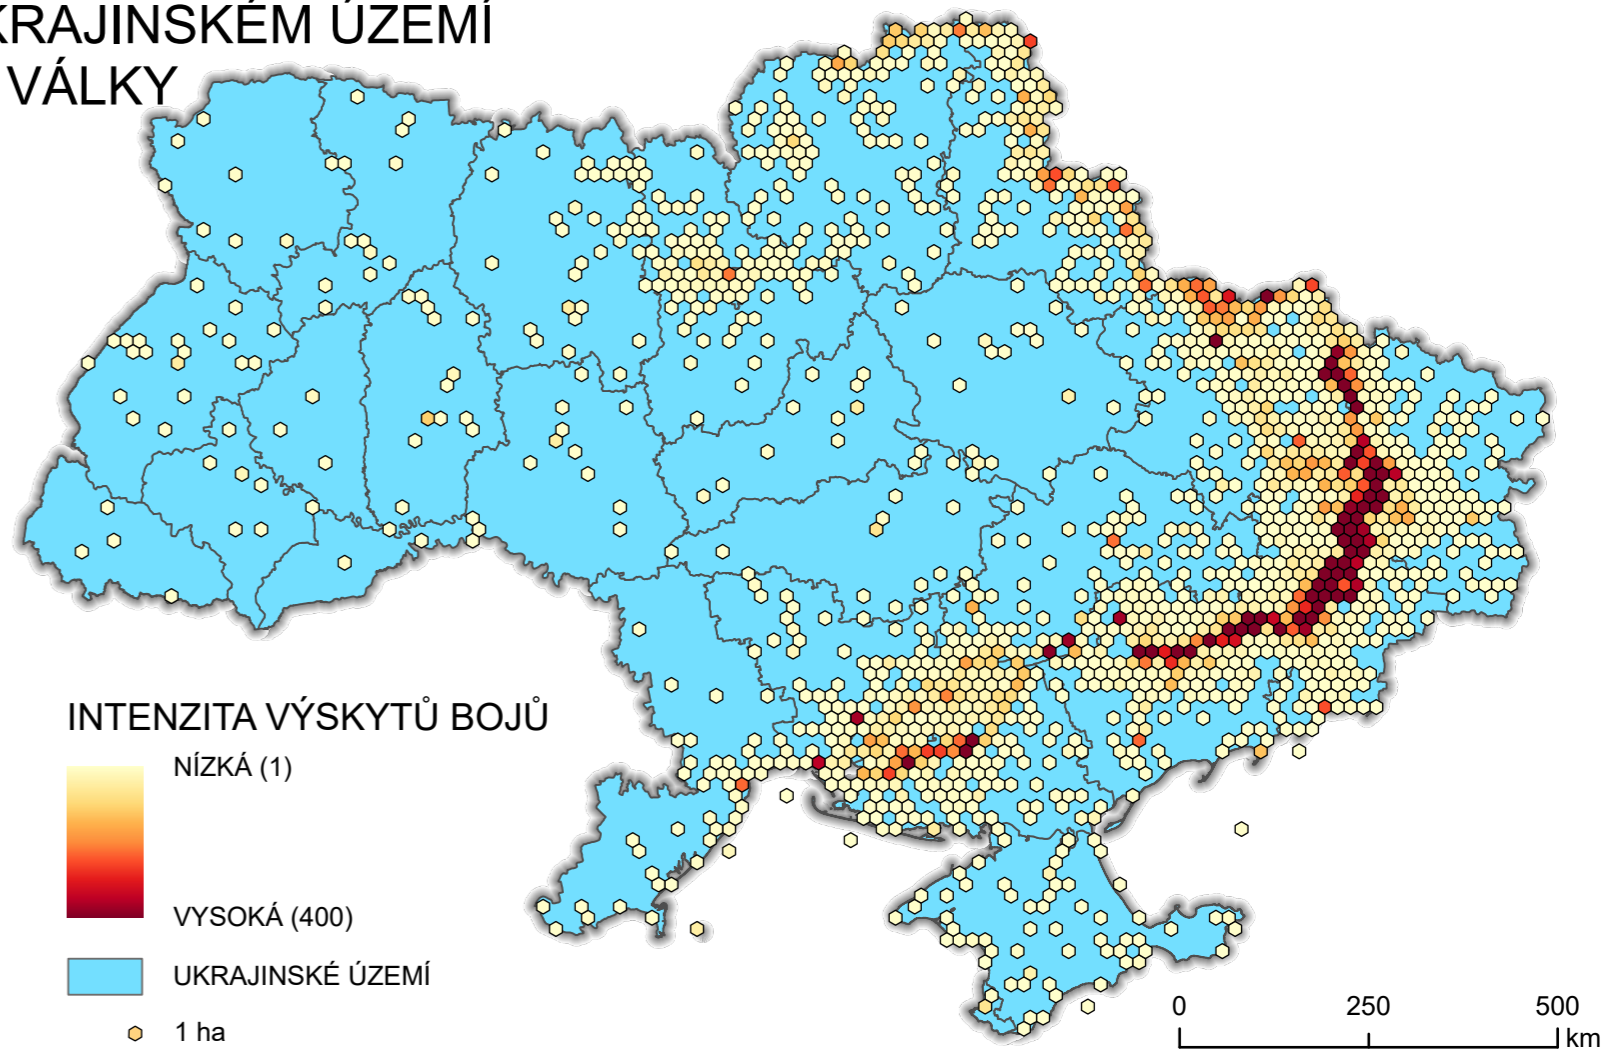 KRAJINSKÉM ÚZEMÍ
VÁLKY
INTENZITA VÝSKYTŮ BOJŮ
NÍZKÁ (1)
VYSOKÁ (400)
UKRAJINSKÉ ÚZEMÍ
1 ha
0 250 500
km